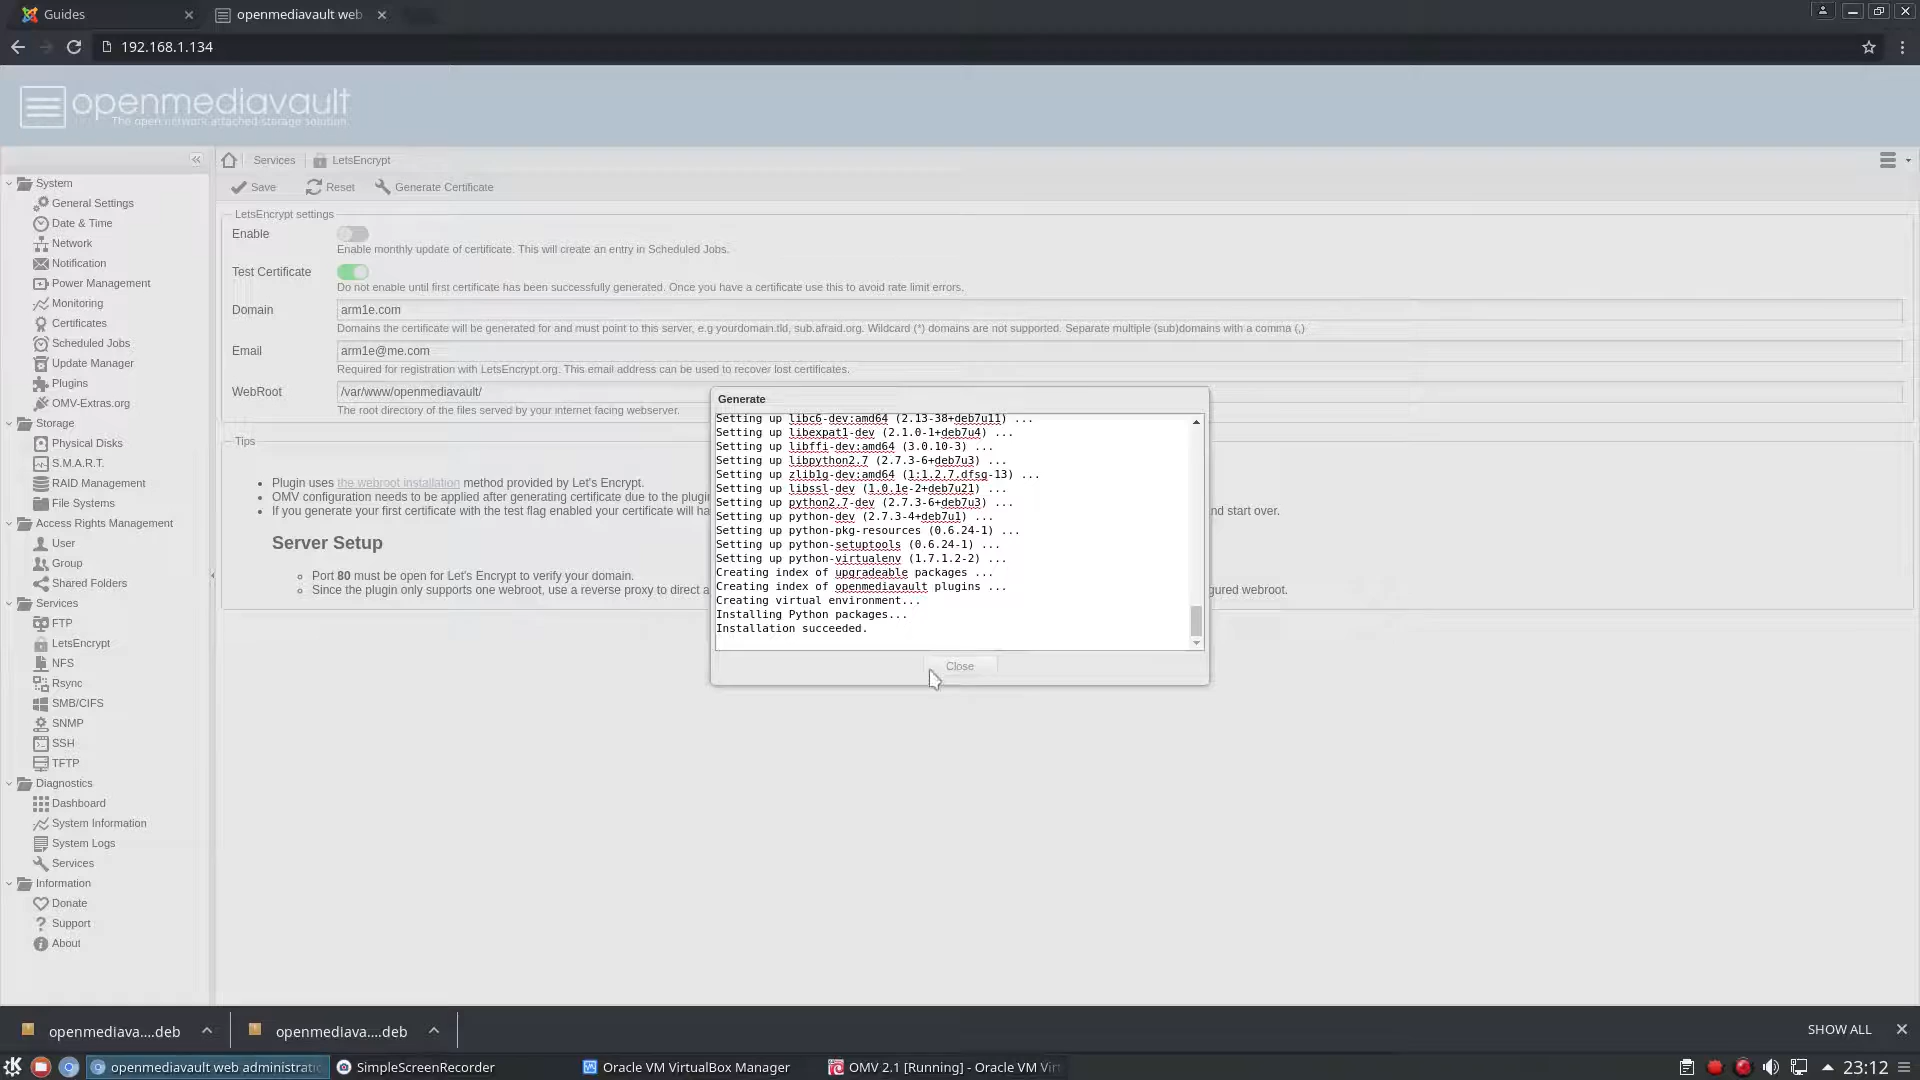 Guides
openmediavault web
192.168.1.134
openmediavault
The open network attached storage solution.
Services
LetsEncrypt
Save
Reset
Generate Certificate
System
General Settings
Date & Time
Network
Notification
Power Management
Monitoring
Certificates
Scheduled Jobs
Update Manager
Plugins
OMV-Extras.org
Storage
Physical Disks
S.M.A.R.T.
RAID Management
File Systems
Access Rights Management
User
Group
Shared Folders
Services
FTP
LetsEncrypt
NFS
Rsync
SMB/CIFS
SNMP
SSH
TFTP
Diagnostics
Dashboard
System Information
System Logs
Services
Information
Donate
Support
About
LetsEncrypt settings
Enable
Enable monthly update of certificate. This will create an entry in Scheduled Jobs.
Test Certificate
Do not enable until first certificate has been successfully generated. Once you have a certificate use this to avoid rate limit errors.
Domain
arm1e.com
Domains the certificate will be generated for and must point to this server, e.g yourdomain.tld, sub.afraid.org. Wildcard (*) domains are not supported. Separate multiple (sub)domains with a comma (,)
Email
arm1e@me.com
Required for registration with LetsEncrypt.org. This email address can be used to recover lost certificates.
WebRoot
/var/www/openmediavault/
The root directory of the files served by your internet facing webserver.
Tips
Plugin uses the webroot installation method provided by Let's Encrypt.
OMV configuration needs to be applied after generating certificate due to the plugin
If you generate your first certificate with the test flag enabled your certificate will ha
nd start over.
Server Setup
Port 80 must be open for Let's Encrypt to verify your domain.
Since the plugin only supports one webroot, use a reverse proxy to direct a
gured webroot.
Generate
Setting up libc6-dev:amd64 (2.13-38+deb7u11) ...
Setting up libexpat1-dev (2.1.0-1+deb7u4) ...
Setting up libffi-dev:amd64 (3.0.10-3) ...
Setting up libpython2.7 (2.7.3-6+deb7u3) ...
Setting up zlib1g-dev:amd64 (1:1.2.7.dfsg-13) ...
Setting up libssl-dev (1.0.1e-2+deb7u21) ...
Setting up python2.7-dev (2.7.3-6+deb7u3) ...
Setting up python-dev (2.7.3-4+deb7u1) ...
Setting up python-pkg-resources (0.6.24-1) ...
Setting up python-setuptools (0.6.24-1) ...
Setting up python-virtualenv (1.7.1.2-2) ...
Creating index of upgradeable packages ...
Creating index of openmediavault plugins ...
Creating virtual environment...
Installing Python packages...
Installation succeeded.
Close
openmediava....deb
openmediava....deb
SHOW ALL
openmediavault web administratio
SimpleScreenRecorder
Oracle VM VirtualBox Manager
OMV 2.1 [Running] - Oracle VM Virt
23:12